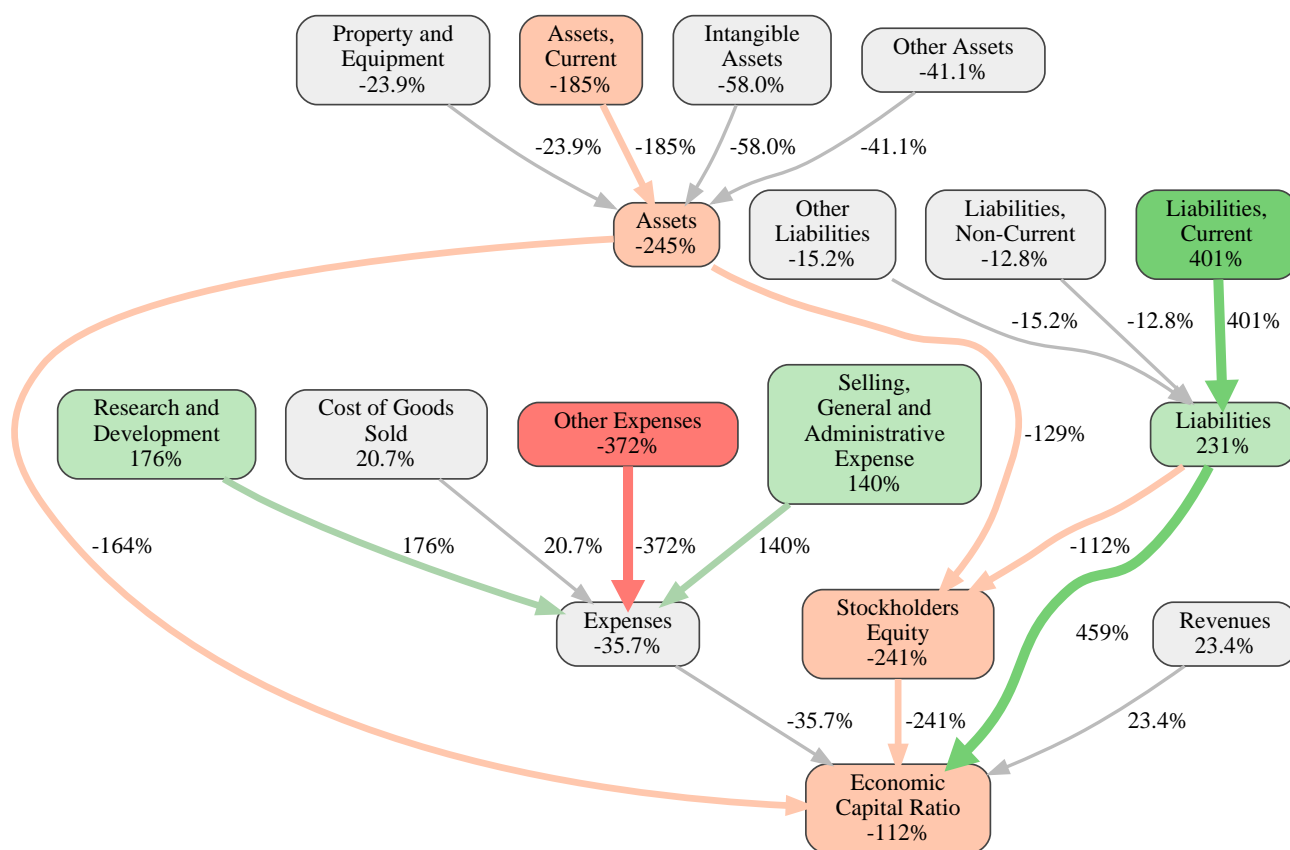 Property and
Equipment
-23.9%
Assets,
Current
-185%
Intangible
Assets
-58.0%
Other Assets
-41.1%
-23.9%
-185%
-58.0%
-41.1%
Assets
-245%
Other
Liabilities
-15.2%
Liabilities,
Non-Current
-12.8%
Liabilities,
Current
401%
-15.2%
-12.8%
401%
Research and
Development
176%
Cost of Goods
Sold
20.7%
Other Expenses
-372%
Selling,
General and
Administrative
Expense
140%
-129%
Liabilities
231%
-164%
176%
20.7%
-372%
140%
-112%
Expenses
-35.7%
Stockholders
Equity
-241%
459%
Revenues
23.4%
-35.7%
-241%
23.4%
Economic
Capital Ratio
-112%